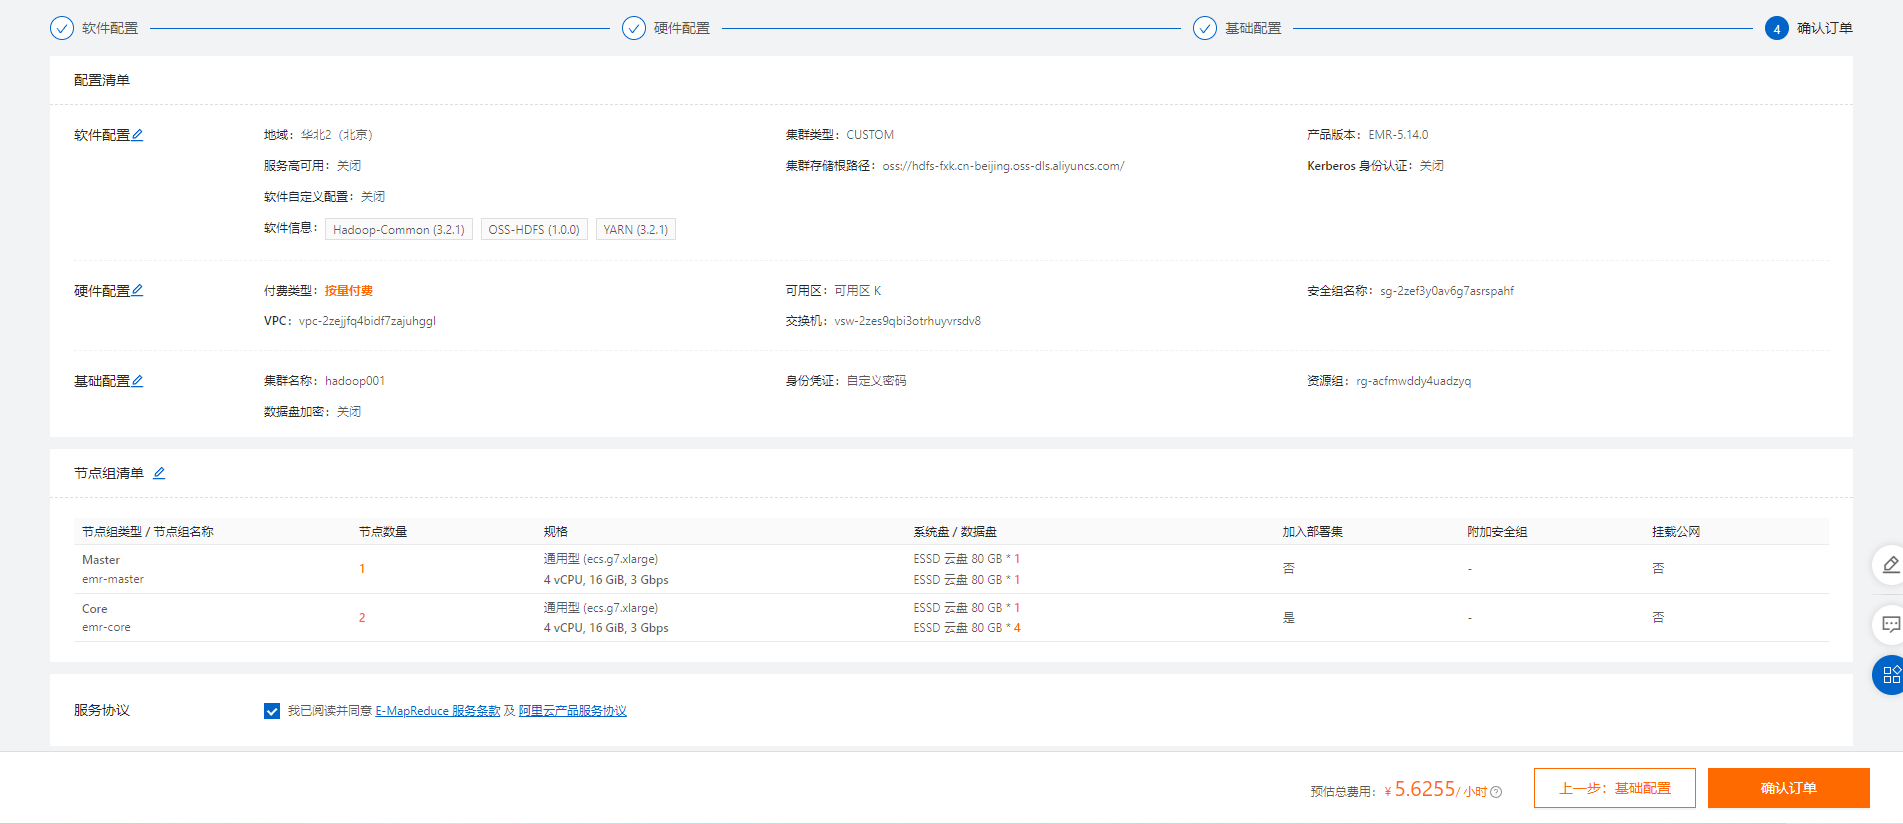 软件配置
硬件配置
基础配置
4 确认订单
配置清单
软件配置
地域：华北2（北京）
集群类型：CUSTOM
产品版本：EMR-5.14.0
服务高可用：关闭
集群存储根路径：oss://hdfs-fxk.cn-beijing.oss-dls.aliyuncs.com/
Kerberos 身份认证：关闭
软件自定义配置：关闭
软件信息：Hadoop-Common (3.2.1) OSS-HDFS (1.0.0) YARN (3.2.1)
硬件配置
付费类型：按量付费
可用区：可用区 K
安全组名称：sg-2zef3y0av6g7asrspahf
VPC：vpc-2zejjfq4bidf7zajuhggl
交换机：vsw-2zes9qbi3otrhuyvrsdv8
基础配置
集群名称：hadoop001
身份凭证：自定义密码
资源组：rg-acfmwddy4uadzyq
数据盘加密：关闭
节点组清单
节点组类型 / 节点组名称 节点数量 规格 系统盘 / 数据盘 加入部署集 附加安全组 挂载公网
Master 通用型 (ecs.g7.xlarge) ESSD 云盘 80 GB * 1
1 否 - 否
emr-master 4 vCPU, 16 GiB, 3 Gbps ESSD 云盘 80 GB * 1
Core 通用型 (ecs.g7.xlarge) ESSD 云盘 80 GB * 1
2 是 - 否
emr-core 4 vCPU, 16 GiB, 3 Gbps ESSD 云盘 80 GB * 4
服务协议
我已阅读并同意 E-MapReduce 服务条款 及 阿里云产品服务协议
预估总费用：¥ 5.6255/ 小时
上一步：基础配置
确认订单